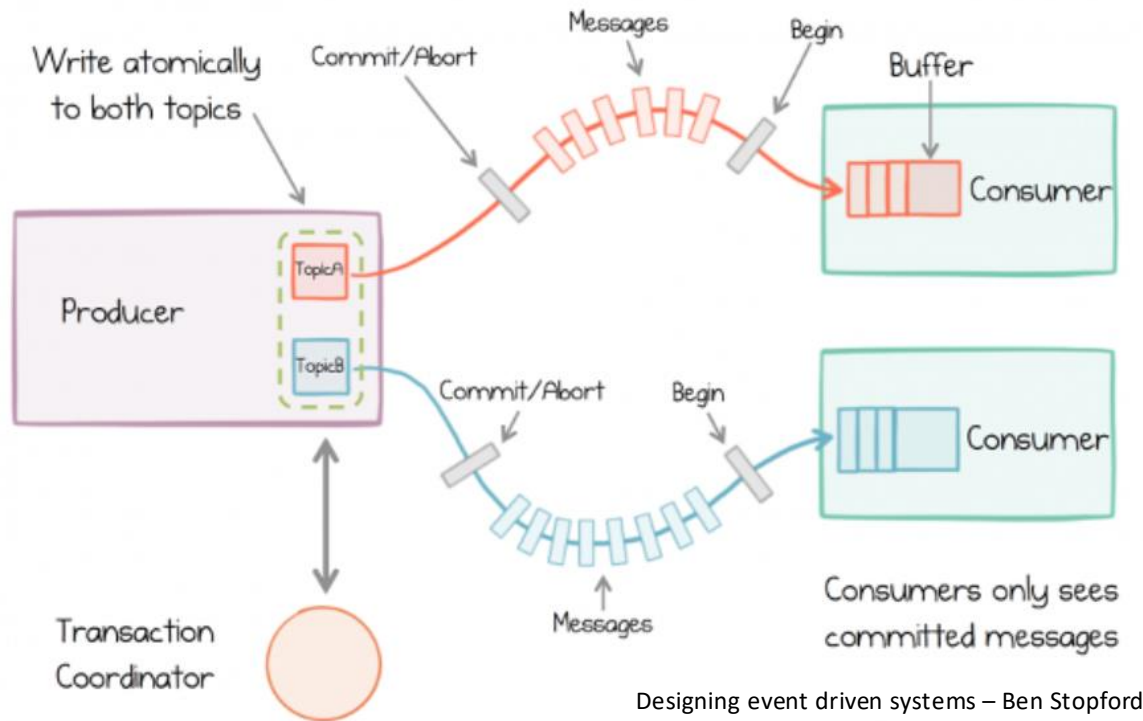 Messages
Begin
Commit/Abort
Write atomically
to both topics
Buffer
Consumer
TopicA
Producer
TopicB
Commit/Abort
Begin
Consumer
Messages
Transaction
Coordinator
Consumers only sees
committed messages
Designing event driven systems – Ben Stopford